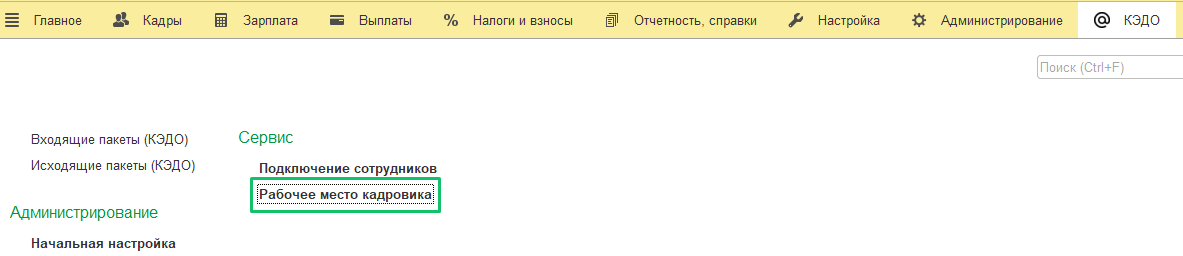 Главное Кадры Зарплата Выплаты Налоги и взносы Отчетность, справки Настройка Администрирование КЭДО
Поиск (Ctrl+F)
Входящие пакеты (КЭДО)
Исходящие пакеты (КЭДО)
Администрирование
Начальная настройка
Сервис
Подключение сотрудников
Рабочее место кадровика